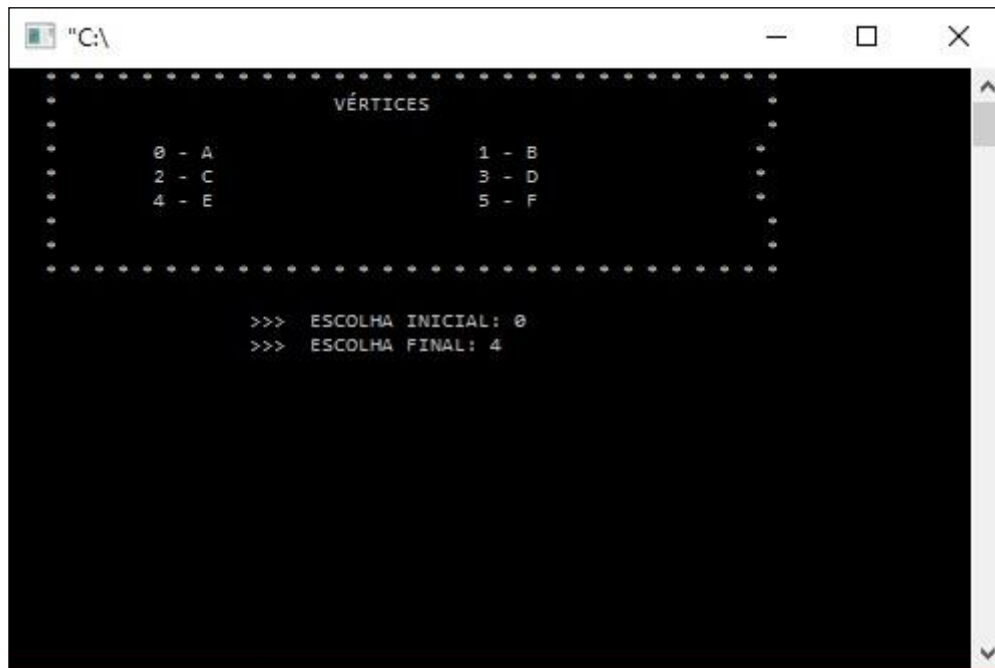 "C:\
* * * * * * * * * * * * * * * * * * * * * * * * * * * * * * *
* VÉRTICES *
* *
* 0 - A 1 - B *
* 2 - C 3 - D *
* 4 - E 5 - F *
* *
* *
* * * * * * * * * * * * * * * * * * * * * * * * * * * * * * *
>>> ESCOLHA INICIAL: 0
>>> ESCOLHA FINAL: 4